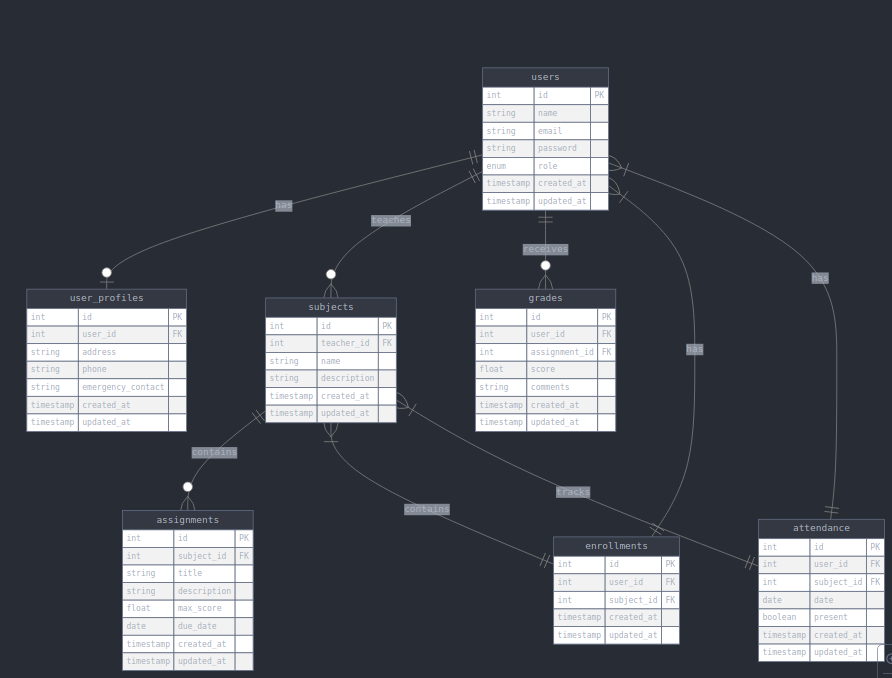 users
int id PK
string name
string email
string password
enum role
timestamp created_at
timestamp updated_at
has
teaches
receives
has
has
user_profiles
int id PK
int user_id FK
string address
string phone
string emergency_contact
timestamp created_at
timestamp updated_at
subjects
int id PK
int teacher_id FK
string name
string description
timestamp created_at
timestamp updated_at
grades
int id PK
int user_id FK
int assignment_id FK
float score
string comments
timestamp created_at
timestamp updated_at
contains
contains
tracks
assignments
int id PK
int subject_id FK
string title
string description
float max_score
date due_date
timestamp created_at
timestamp updated_at
enrollments
int id PK
int user_id FK
int subject_id FK
timestamp created_at
timestamp updated_at
attendance
int id PK
int user_id FK
int subject_id FK
date date
boolean present
timestamp created_at
timestamp updated_at